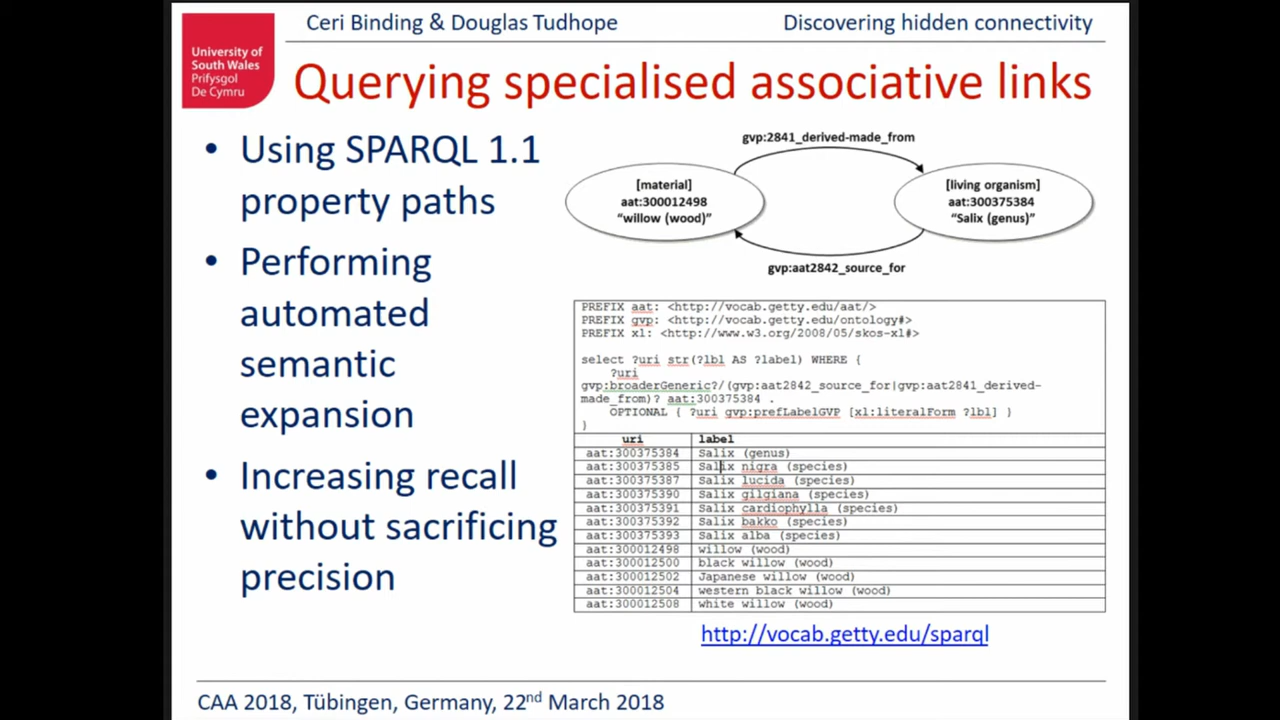 Ceri Binding & Douglas Tudhope
Discovering hidden connectivity
University of
South Wales
Prifysgol
De Cymru
Querying specialised associative links
• Using SPARQL 1.1
property paths
• Performing
automated
semantic
expansion
• Increasing recall
without sacrificing
precision
gvp:2841_derived-made_from
[material]
aat:300012498
"willow (wood)"
[living organism]
aat:300375384
"Salix (genus)"
gvp:aat2842_source_for
PREFIX aat: <http://vocab.getty.edu/aat/>
PREFIX gvp: <http://vocab.getty.edu/ontology#>
PREFIX xl: <http://www.w3.org/2008/05/skos-xl#>
select ?uri str(?lbl AS ?label) WHERE {
?uri
gvp:broaderGeneric?/(gvp:aat2842_source_for|gvp:aat2841_derived-
made_from)? aat:300375384 .
OPTIONAL { ?uri gvp:prefLabelGVP [xl:literalForm ?lbl] }
}
uri label
aat:300375384 Salix (genus)
aat:300375385 Salix nigra (species)
aat:300375387 Salix lucida (species)
aat:300375390 Salix gilgiana (species)
aat:300375391 Salix cardiophylla (species)
aat:300375392 Salix bakko (species)
aat:300375393 Salix alba (species)
aat:300012498 willow (wood)
aat:300012500 black willow (wood)
aat:300012502 Japanese willow (wood)
aat:300012504 western black willow (wood)
aat:300012508 white willow (wood)
http://vocab.getty.edu/sparql
CAA 2018, Tübingen, Germany, 22nd March 2018